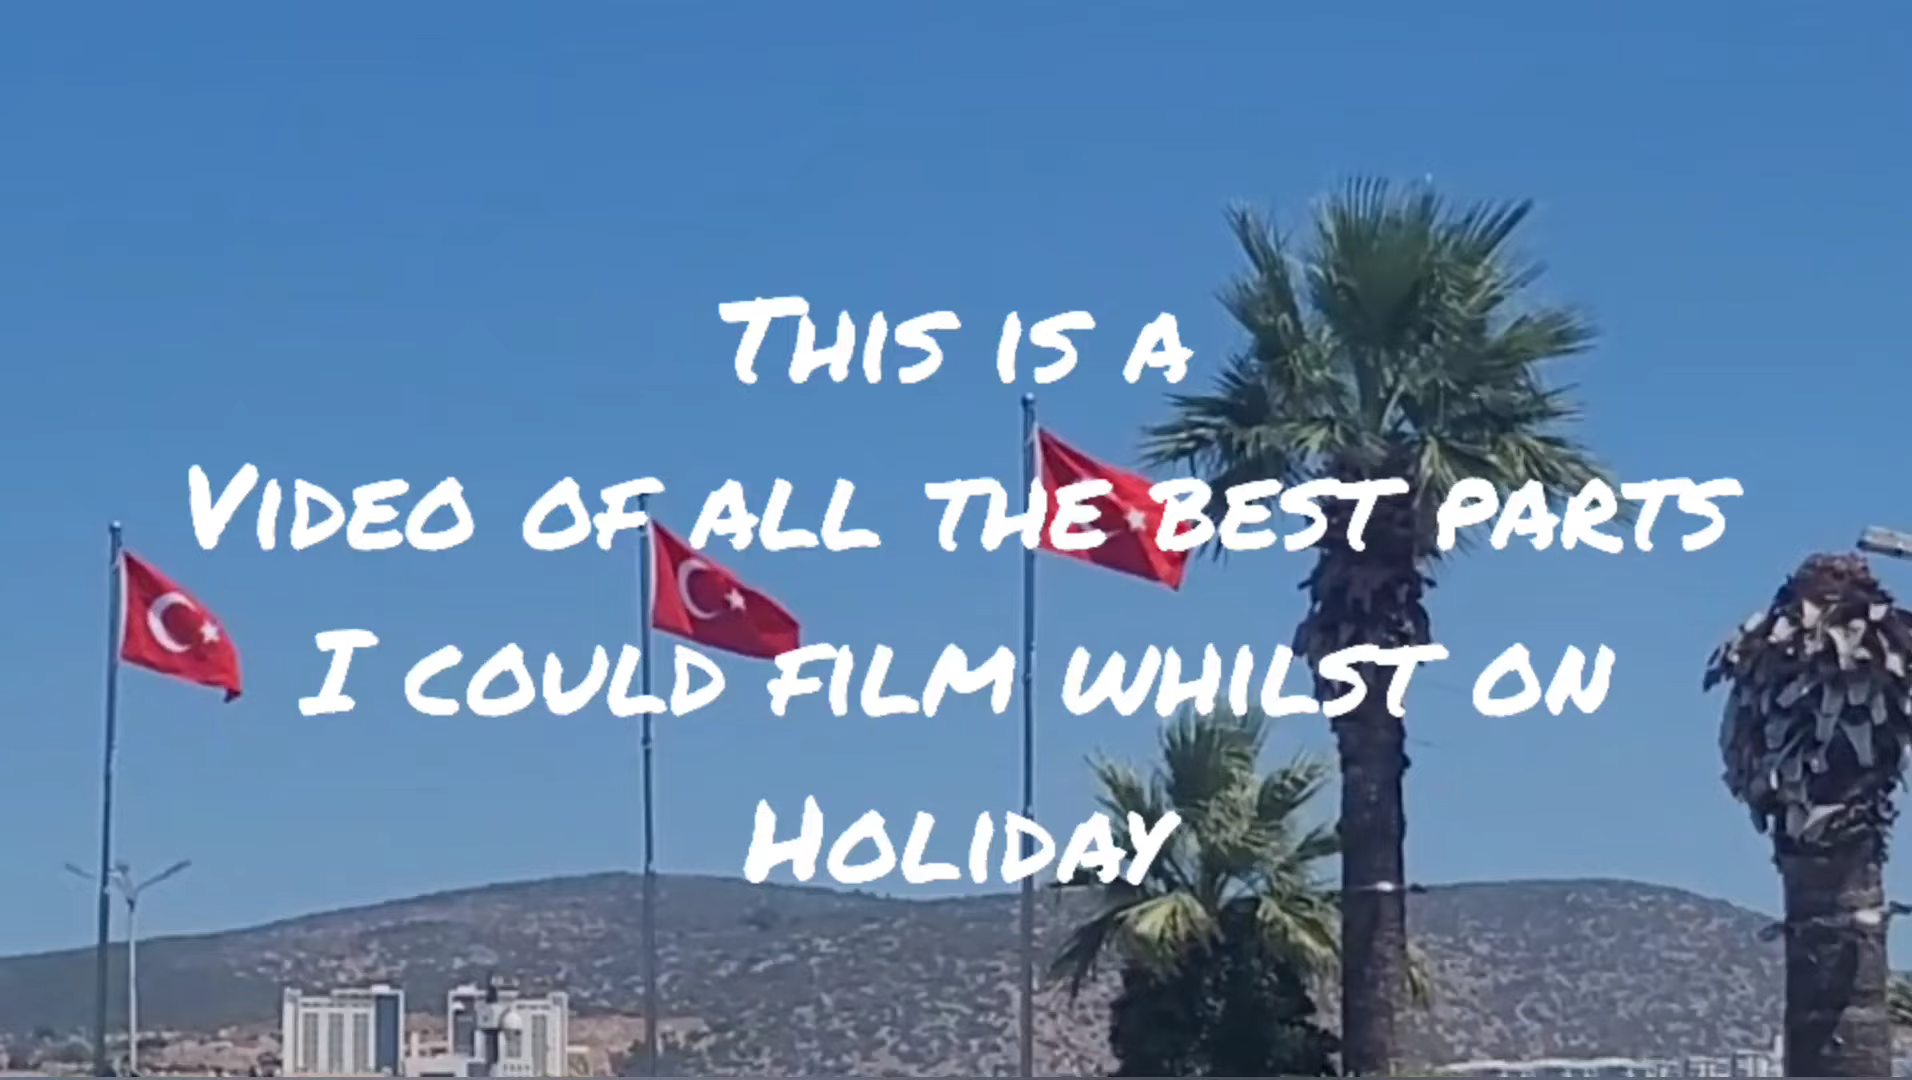 This is a
Video of all the best parts
I could film whilst on
Holiday